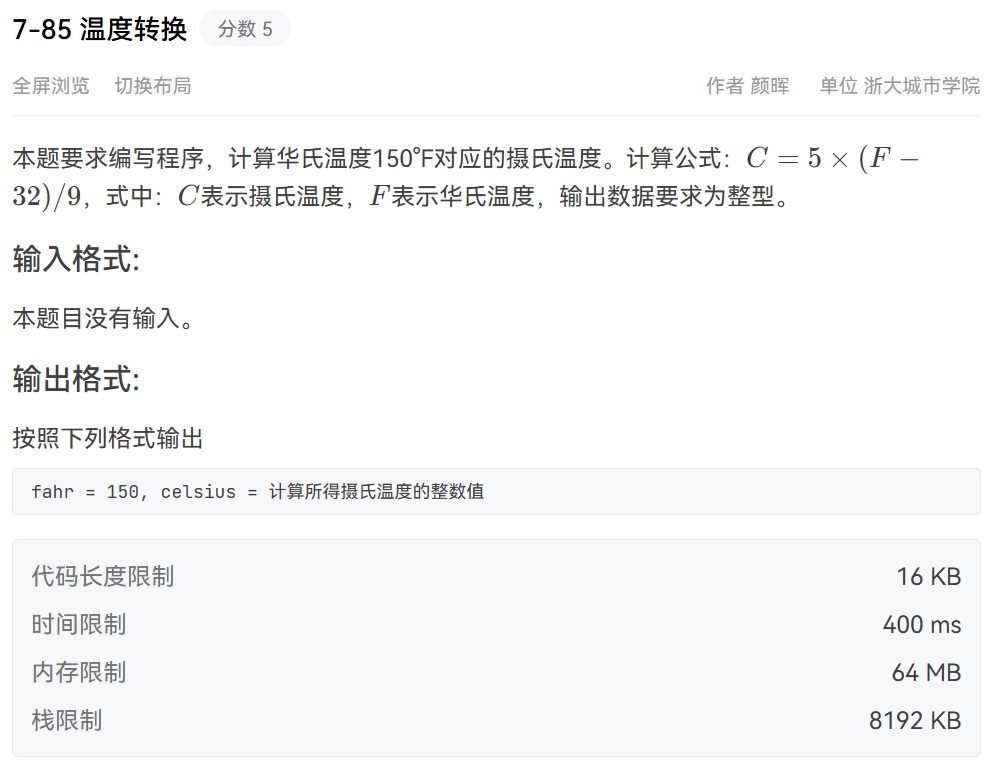 7-85 温度转换 分数 5
全屏浏览 切换布局 作者 颜晖 单位 浙大城市学院
本题要求编写程序，计算华氏温度150°F对应的摄氏温度。计算公式：C = 5 × (F −
32)/9，式中：C表示摄氏温度，F表示华氏温度，输出数据要求为整型。
输入格式:
本题目没有输入。
输出格式:
按照下列格式输出
fahr = 150, celsius = 计算所得摄氏温度的整数值
代码长度限制 16 KB
时间限制 400 ms
内存限制 64 MB
栈限制 8192 KB